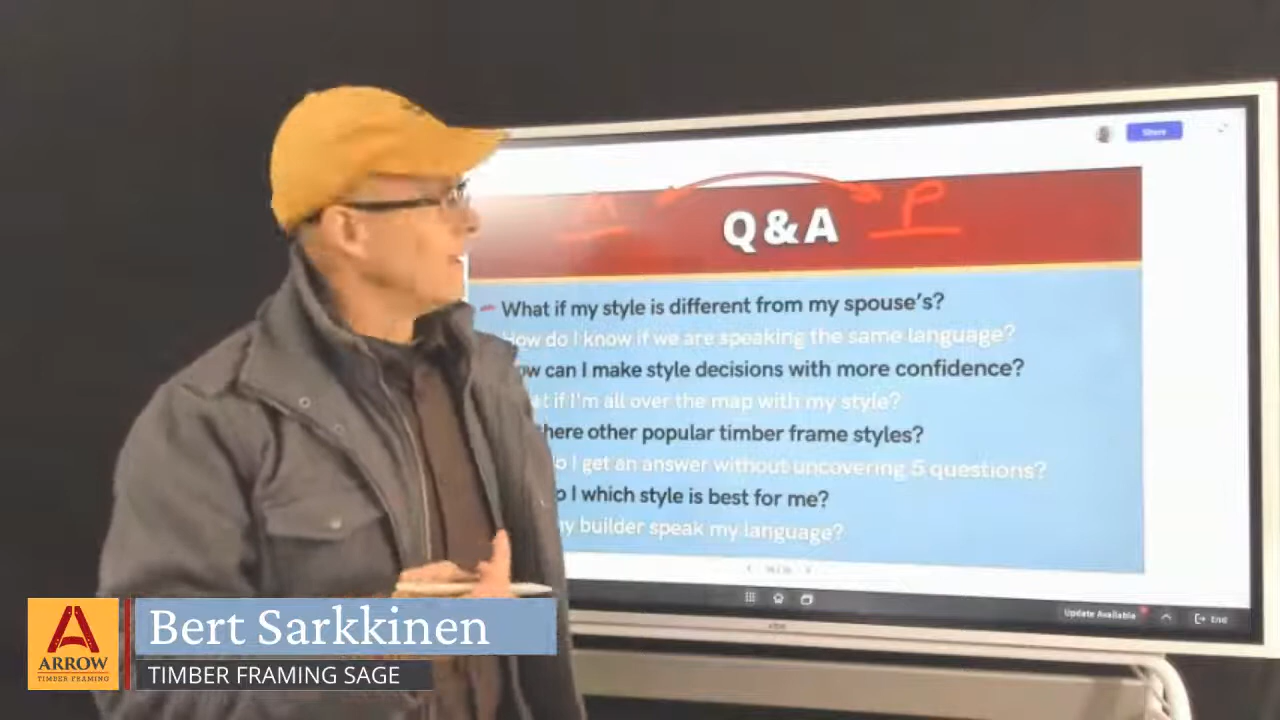 Share
P
Q&A
What if my style is different from my spouse's?
How do I know if we are speaking the same language?
ow can I make style decisions with more confidence?
at if I'm all over the map with my style?
here other popular timber frame styles?
o I get an answer without uncovering 5 questions?
o I which style is best for me?
ny builder speak my language?
Update Available
End
Bert Sarkkinen
TIMBER FRAMING SAGE
A
ARROW
TIMBER FRAMING